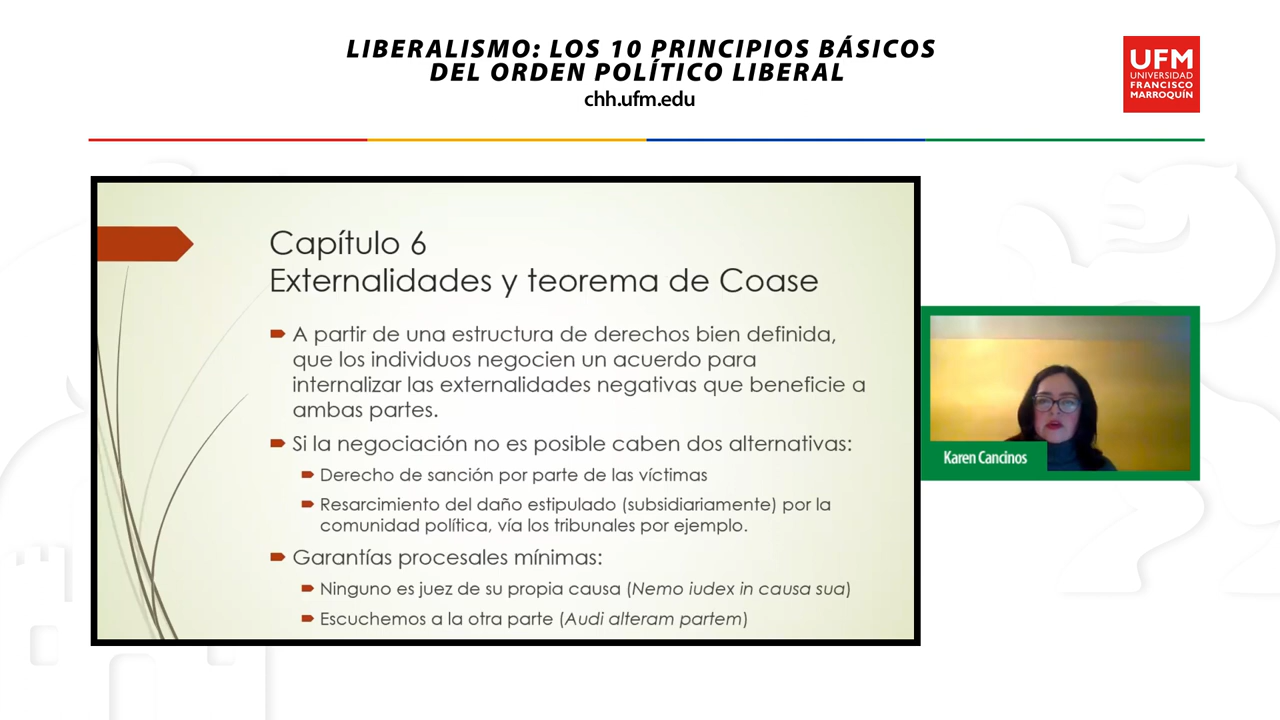 LIBERALISMO: LOS 10 PRINCIPIOS BÁSICOS
DEL ORDEN POLÍTICO LIBERAL
chh.ufm.edu
UFM
UNIVERSIDAD
FRANCISCO
MARROQUÍN
Capítulo 6
Externalidades y teorema de Coase
A partir de una estructura de derechos bien definida,
que los individuos negocien un acuerdo para
internalizar las externalidades negativas que beneficie a
ambas partes.
Si la negociación no es posible caben dos alternativas:
Derecho de sanción por parte de las víctimas
Resarcimiento del daño estipulado (subsidiariamente) por la
comunidad política, vía los tribunales por ejemplo.
Garantías procesales mínimas:
Ninguno es juez de su propia causa (Nemo iudex in causa sua)
Escuchemos a la otra parte (Audi alteram partem)
Karen Cancinos